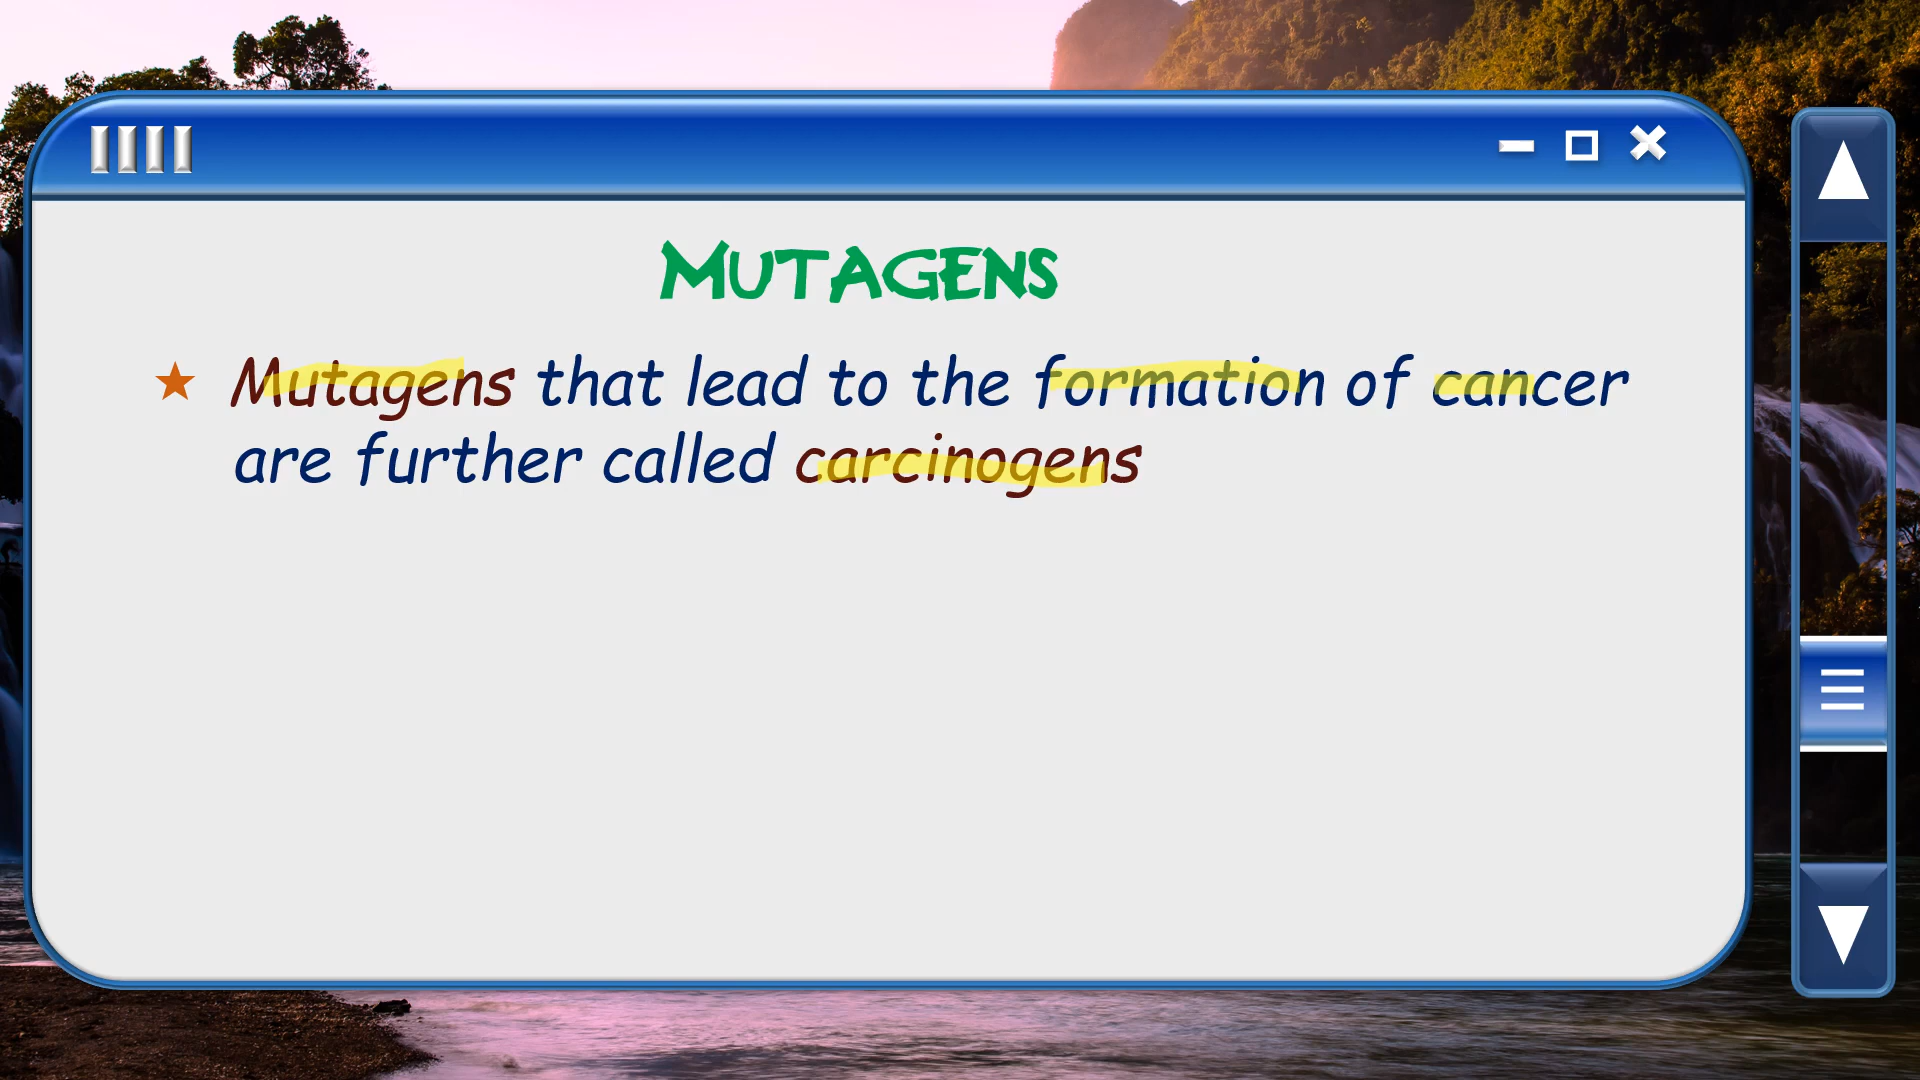 MUTAGENS
Mutagens that lead to the formation of cancer
are further called carcinogens